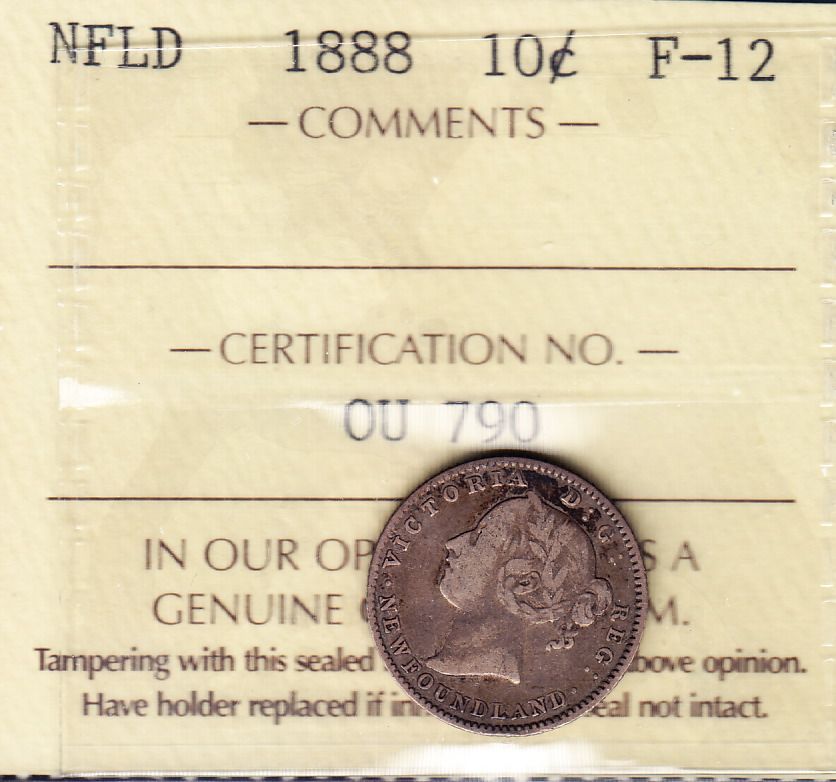 NFLD 1888 10¢ F-12
— COMMENTS —
— CERTIFICATION NO. —
OU 790
IN OUR OP S A
GENUINE M.
Tampering with this sealed bove opinion.
Have holder replaced if in eal not intact.
VICTORIA D:G: REG:
NEWFOUNDLAND